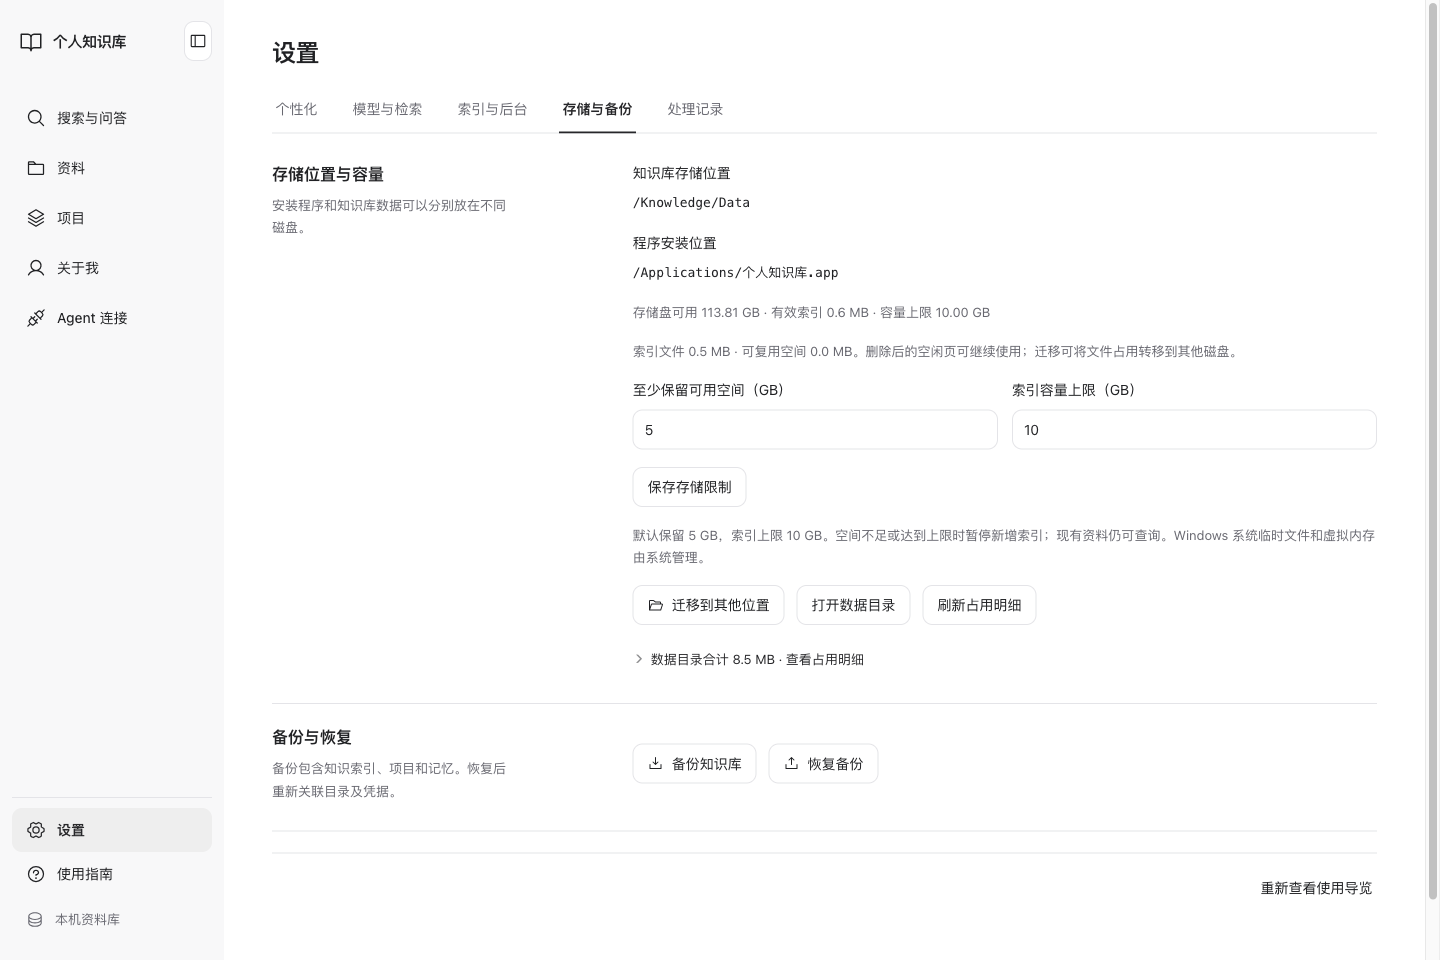 个人知识库
搜索与问答
资料
项目
关于我
Agent 连接
设置
使用指南
本机资料库
设置
个性化 模型与检索 索引与后台 存储与备份 处理记录
存储位置与容量
安装程序和知识库数据可以分别放在不同
磁盘。
知识库存储位置
/Knowledge/Data
程序安装位置
/Applications/个人知识库.app
存储盘可用 113.81 GB · 有效索引 0.6 MB · 容量上限 10.00 GB
索引文件 0.5 MB · 可复用空间 0.0 MB。删除后的空闲页可继续使用；迁移可将文件占用转移到其他磁盘。
至少保留可用空间（GB） 索引容量上限（GB）
5 10
保存存储限制
默认保留 5 GB，索引上限 10 GB。空间不足或达到上限时暂停新增索引；现有资料仍可查询。Windows 系统临时文件和虚拟内存
由系统管理。
迁移到其他位置 打开数据目录 刷新占用明细
数据目录合计 8.5 MB · 查看占用明细
备份与恢复
备份包含知识索引、项目和记忆。恢复后
重新关联目录及凭据。
备份知识库 恢复备份
重新查看使用导览